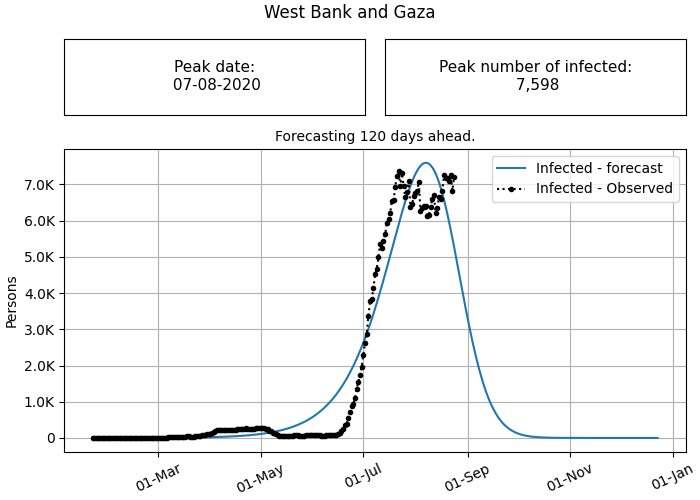 West Bank and Gaza
Peak date:
07-08-2020
Peak number of infected:
7,598
Forecasting 120 days ahead.
Infected - forecast
Infected - Observed
Persons
7.0K
6.0K
5.0K
4.0K
3.0K
2.0K
1.0K
0
01-Mar
01-May
01-Jul
01-Sep
01-Nov
01-Jan